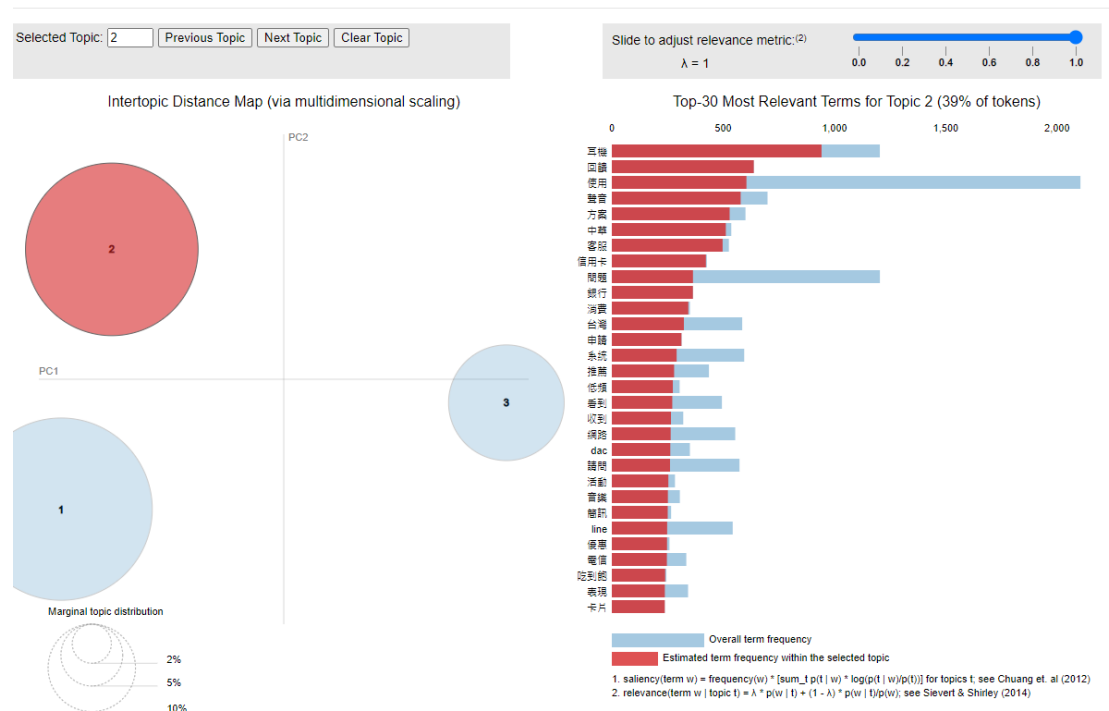 Selected Topic: 2 Previous Topic Next Topic Clear Topic
Slide to adjust relevance metric:(2)
λ = 1
0.0 0.2 0.4 0.6 0.8 1.0
Intertopic Distance Map (via multidimensional scaling)
PC2
PC1
2
3
1
Marginal topic distribution
2%
5%
10%
Top-30 Most Relevant Terms for Topic 2 (39% of tokens)
0 500 1,000 1,500 2,000
耳機
回饋
使用
聲音
方案
中華
客服
信用卡
問題
銀行
消費
台灣
申請
系統
推薦
低頻
看到
收到
網路
dac
請問
活動
會議
簡訊
line
優惠
電信
吃到飽
表現
卡片
Overall term frequency
Estimated term frequency within the selected topic
1. saliency(term w) = frequency(w) * [sum_t p(t | w) * log(p(t | w)/p(t))] for topics t; see Chuang et. al (2012)
2. relevance(term w | topic t) = λ * p(w | t) + (1 - λ) * p(w | t)/p(w); see Sievert & Shirley (2014)